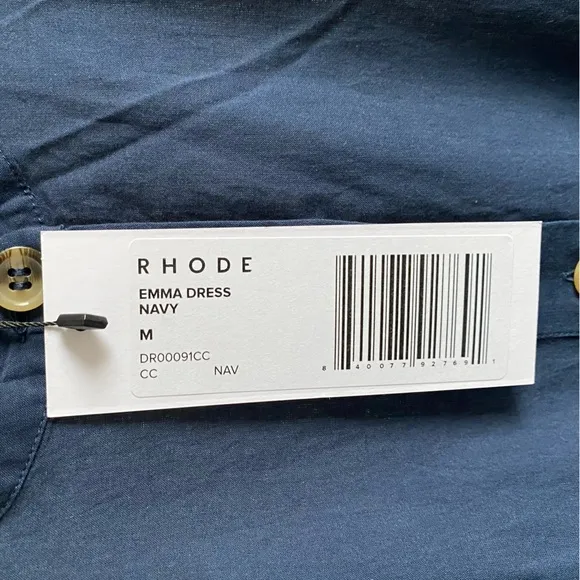 RHODE
EMMA DRESS
NAVY
M
DR00091CC
CC NAV
8 40077 92769 1